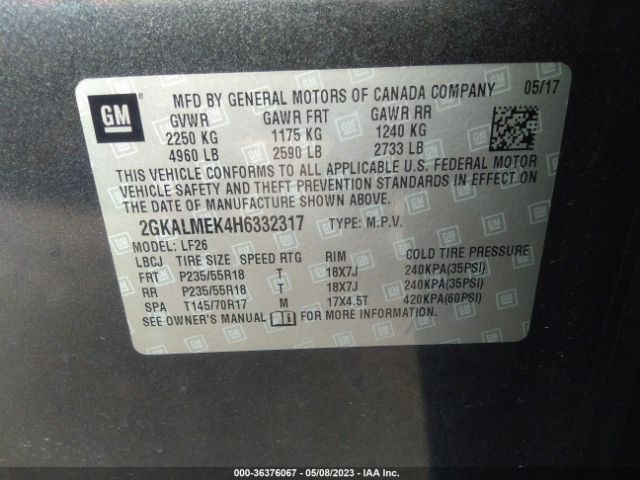 GM
MFD BY GENERAL MOTORS OF CANADA COMPANY 05/17
GVWR GAWR FRT GAWR RR
2250 KG 1175 KG 1240 KG
4960 LB 2590 LB 2733 LB
THIS VEHICLE CONFORMS TO ALL APPLICABLE U.S. FEDERAL MOTOR
VEHICLE SAFETY AND THEFT PREVENTION STANDARDS IN EFFECT ON
THE DATE OF MANUFACTURE SHOWN ABOVE.
2GKALMEK4H6332317 TYPE: M.P.V.
MODEL: LF26
LBCJ TIRE SIZE SPEED RTG RIM COLD TIRE PRESSURE
FRT P235/55R18 T 18X7J 240KPA(35PSI)
RR P235/55R18 T 18X7J 240KPA(35PSI)
SPA T145/70R17 M 17X4.5T 420KPA(60PSI)
SEE OWNER'S MANUAL i FOR MORE INFORMATION.
000-36376067 - 05/08/2023 - IAA Inc.